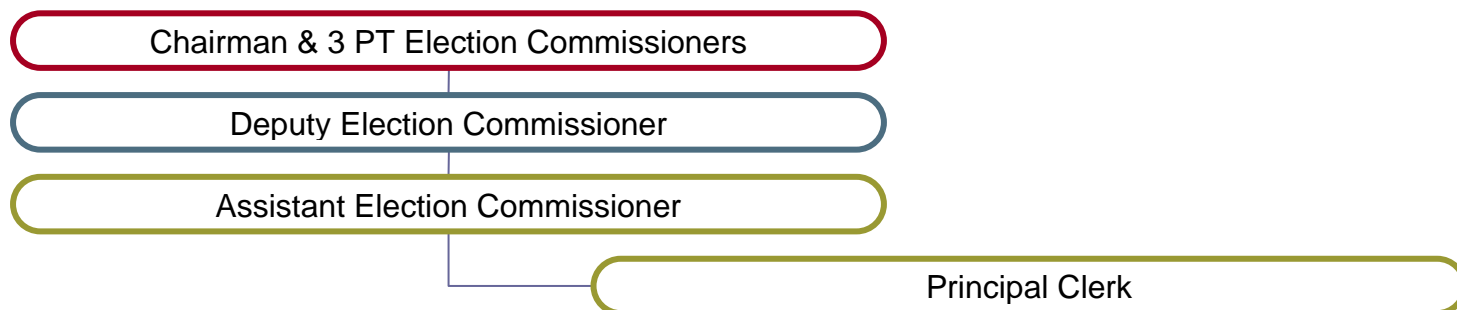 Chairman & 3 PT Election Commissioners
Deputy Election Commissioner
Assistant Election Commissioner
Principal Clerk